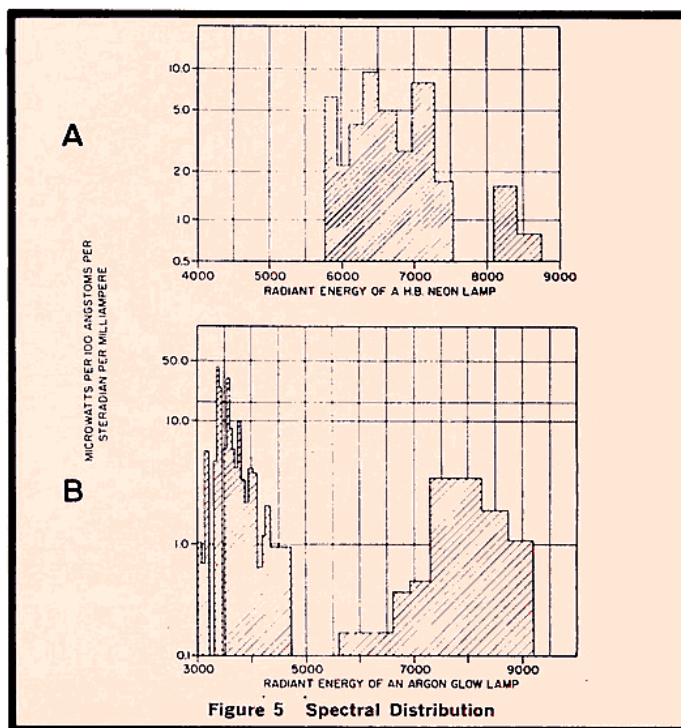 A
10.0
5.0
2.0
1.0
0.5
4000 5000 6000 7000 8000 9000
RADIANT ENERGY OF A H.B. NEON LAMP
MICROWATTS PER 100 ANGSTOMS PER
STERADIAN PER MILLIAMPERE
B
50.0
10.0
1.0
0.1
3000 5000 7000 9000
RADIANT ENERGY OF AN ARGON GLOW LAMP
Figure 5 Spectral Distribution